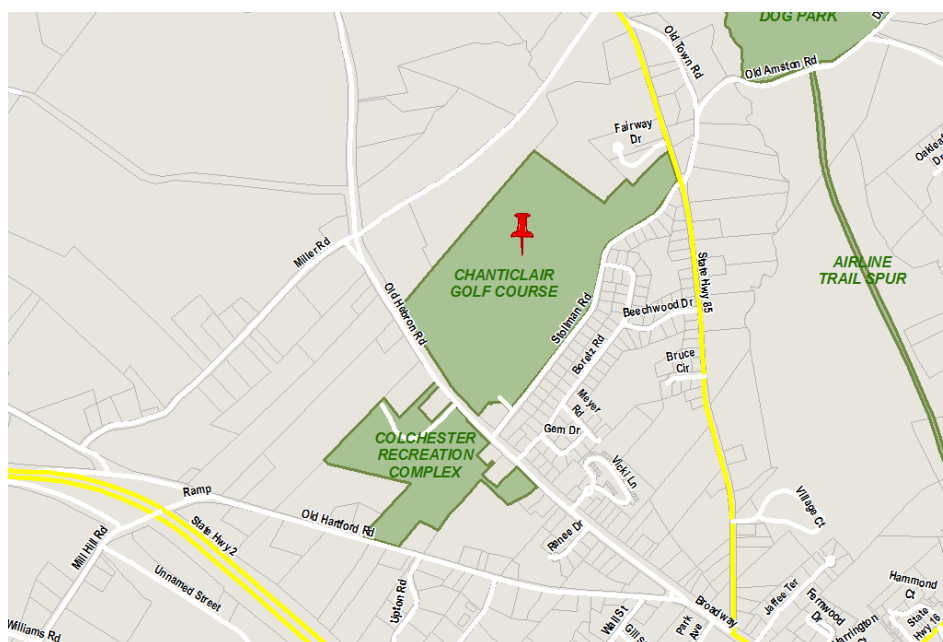 DOG PARK
Old Town Rd
Old Amston Rd
Fairway
Dr
Oakleaf
Dr
Miller Rd
State Hwy 85
AIRLINE
TRAIL SPUR
CHANTICLAIR
GOLF COURSE
Old Hebron Rd
Stollman Rd
Beechwood Dr
Boretz Rd
Bruce
Cir
Meyer
Rd
Gem Dr
COLCHESTER
RECREATION
COMPLEX
Vicki Ln
Ramp
Village Ct
Old Hartford Rd
State Hwy 2
Mill Hill Rd
Renee Dr
Unnamed Street
Upton Rd
Hammond
Ct
Jaffee Ter
Fernwood
Dr
Broadway
Wall St
Park
Ave
Gill
State
Hwy 16
Williams Rd